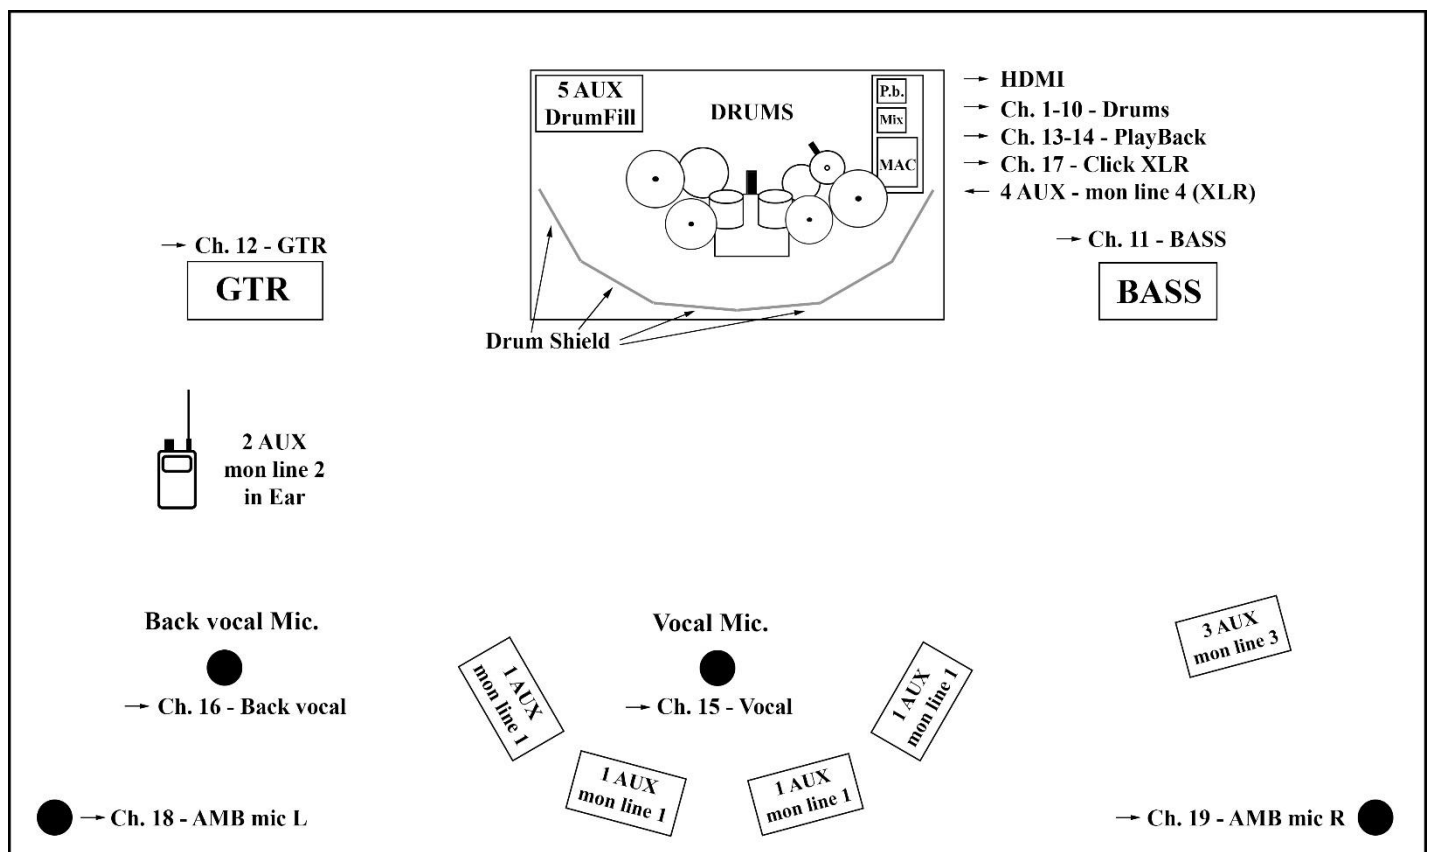 5 AUX
DrumFill
DRUMS
P.b.
Mix
MAC
→ HDMI
→ Ch. 1-10 - Drums
→ Ch. 13-14 - PlayBack
→ Ch. 17 - Click XLR
← 4 AUX - mon line 4 (XLR)
→ Ch. 12 - GTR
GTR
→ Ch. 11 - BASS
BASS
Drum Shield
2 AUX
mon line 2
in Ear
Back vocal Mic.
→ Ch. 16 - Back vocal
Vocal Mic.
→ Ch. 15 - Vocal
1 AUX
mon line 1
1 AUX
mon line 1
1 AUX
mon line 1
1 AUX
mon line 1
3 AUX
mon line 3
→ Ch. 18 - AMB mic L
→ Ch. 19 - AMB mic R